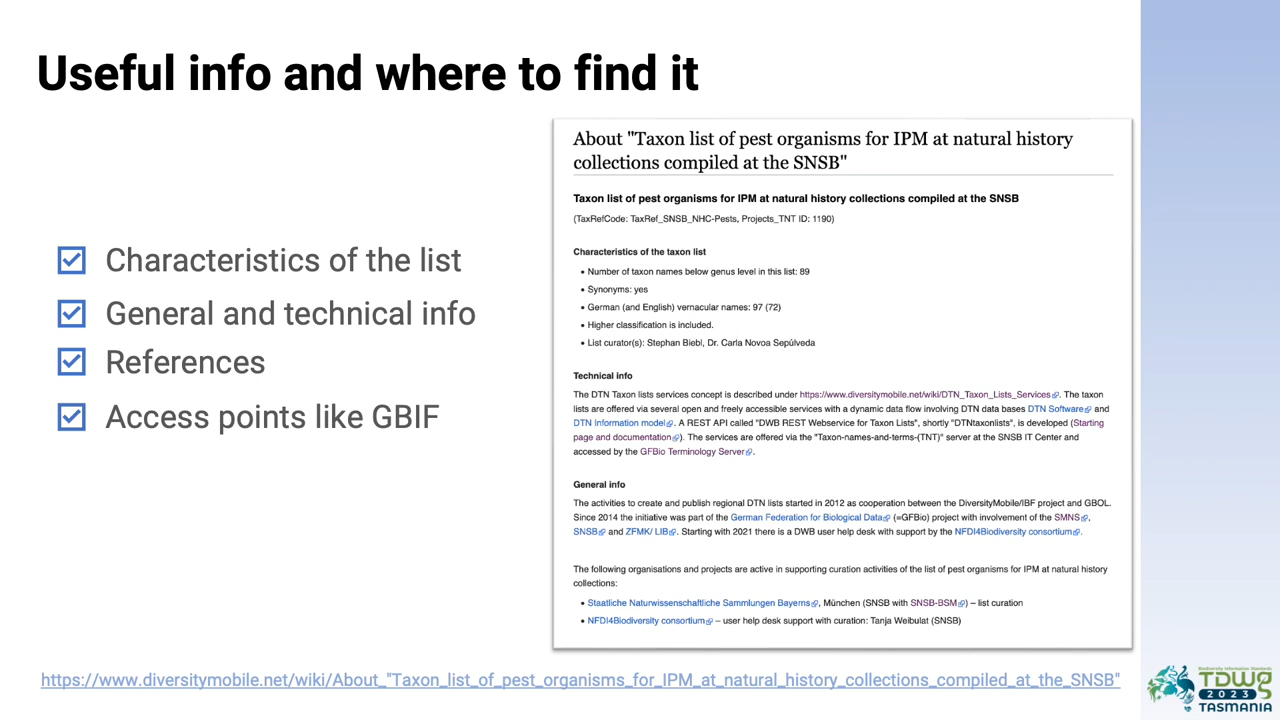 Useful info and where to find it
Characteristics of the list
General and technical info
References
Access points like GBIF
About "Taxon list of pest organisms for IPM at natural history
collections compiled at the SNSB"
Taxon list of pest organisms for IPM at natural history collections compiled at the SNSB
(TaxRefCode: TaxRef_SNSB_NHC-Pests, Projects_TNT ID: 1190)
Characteristics of the taxon list
• Number of taxon names below genus level in this list: 89
• Synonyms: yes
• German (and English) vernacular names: 97 (72)
• Higher classification is included.
• List curator(s): Stephan Biebl, Dr. Carla Novoa Sepúlveda
Technical info
The DTN Taxon lists services concept is described under https://www.diversitymobile.net/wiki/DTN_Taxon_Lists_Services. The taxon
lists are offered via several open and freely accessible services with a dynamic data flow involving DTN data bases DTN Software and
DTN Information model. A REST API called "DWB REST Webservice for Taxon Lists", shortly "DTNtaxonlists", is developed (Starting
page and documentation). The services are offered via the "Taxon-names-and-terms-(TNT)" server at the SNSB IT Center and
accessed by the GFBio Terminology Server.
General info
The activities to create and publish regional DTN lists started in 2012 as cooperation between the DiversityMobile/IBF project and GBOL.
Since 2014 the initiative was part of the German Federation for Biological Data (=GFBio) project with involvement of the SMNS,
SNSB and ZFMK/ LIB. Starting with 2021 there is a DWB user help desk with support by the NFDI4Biodiversity consortium.
The following organisations and projects are active in supporting curation activities of the list of pest organisms for IPM at natural history
collections:
• Staatliche Naturwissenschaftliche Sammlungen Bayerns, München (SNSB with SNSB-BSM) – list curation
• NFDI4Biodiversity consortium – user help desk support with curation: Tanja Weibulat (SNSB)
https://www.diversitymobile.net/wiki/About_"Taxon_list_of_pest_organisms_for_IPM_at_natural_history_collections_compiled_at_the_SNSB"
Biodiversity Information Standards
TDWG
2023
TASMANIA